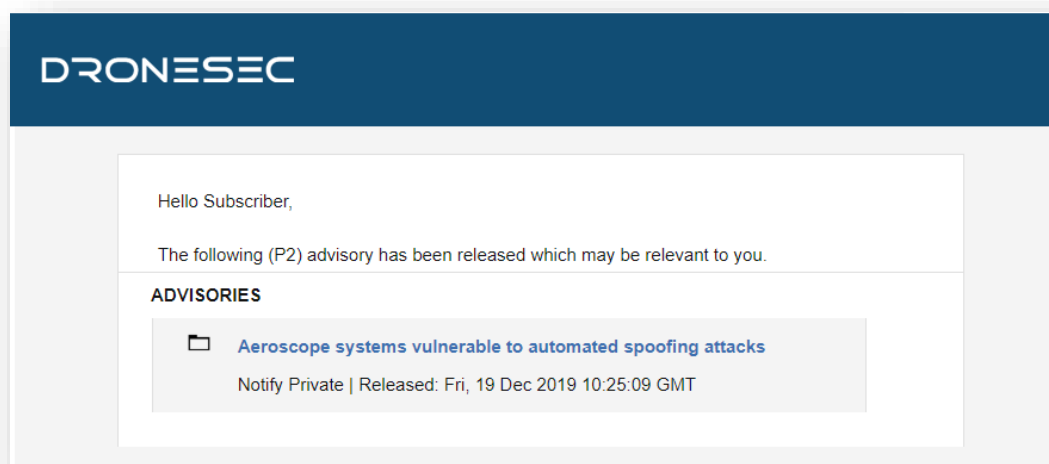 DRONESEC
Hello Subscriber,
The following (P2) advisory has been released which may be relevant to you.
ADVISORIES
Aeroscope systems vulnerable to automated spoofing attacks
Notify Private | Released: Fri, 19 Dec 2019 10:25:09 GMT